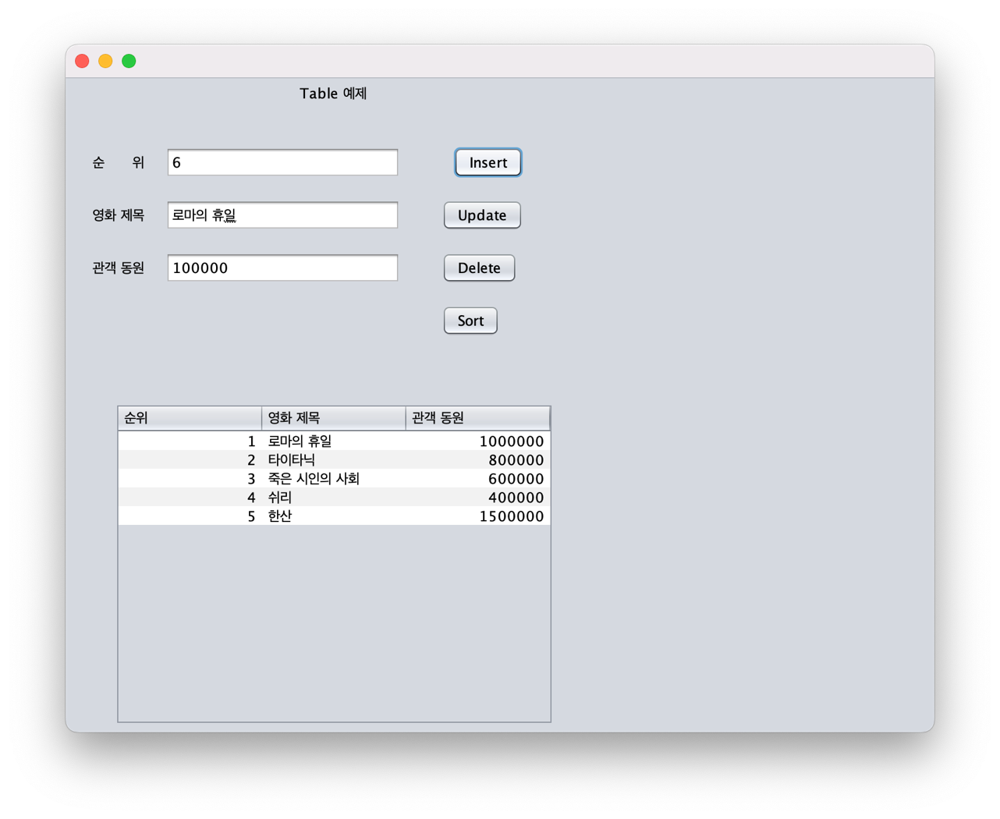 Table 예제
순 위 6 Insert
영화 제목 로마의 휴일 Update
관객 동원 100000 Delete
Sort
순위 영화 제목 관객 동원
1 로마의 휴일 1000000
2 타이타닉 800000
3 죽은 시인의 사회 600000
4 쉬리 400000
5 한산 1500000